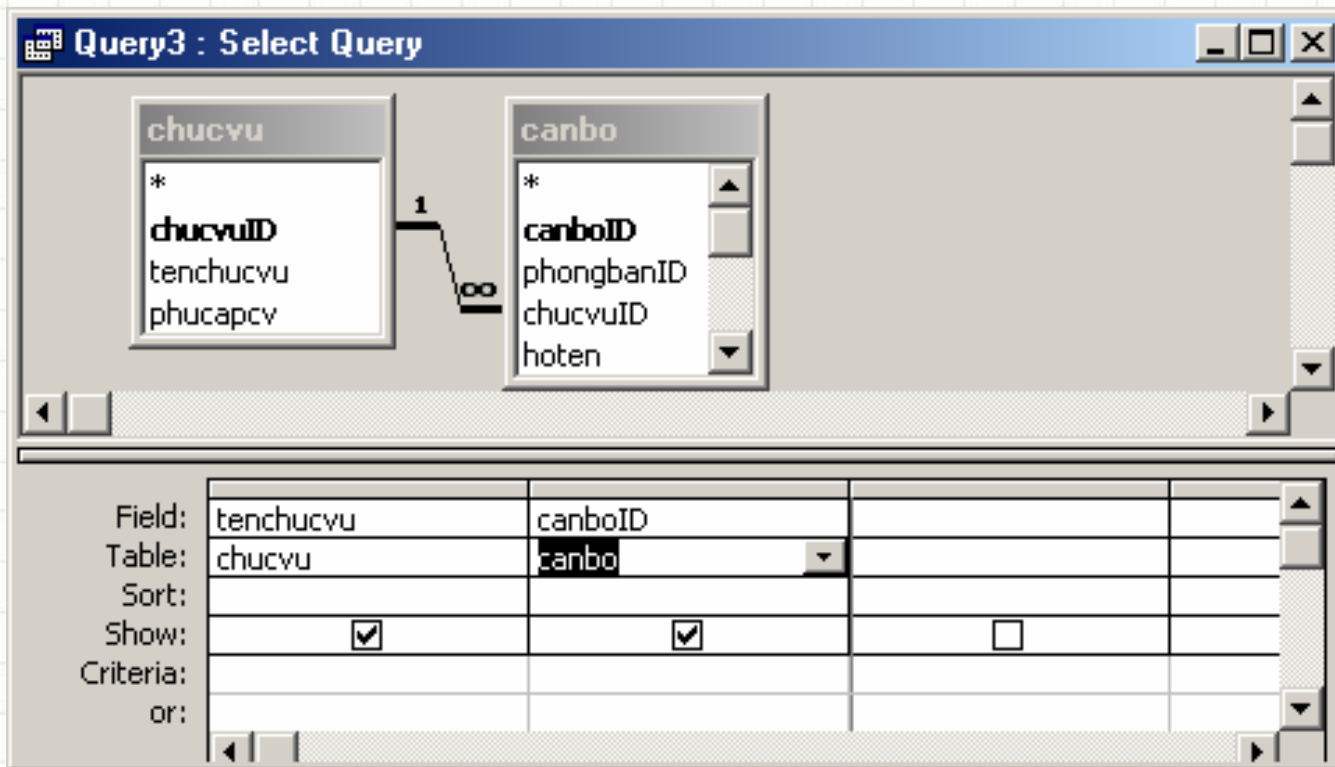 Query3 : Select Query
chucvu
*
chucvuID
tenchucvu
phucapcv
1
∞
canbo
*
canboID
phongbanID
chucvuID
hoten
Field: tenchucvu canboID
Table: chucvu canbo
Sort:
Show:
Criteria:
or: